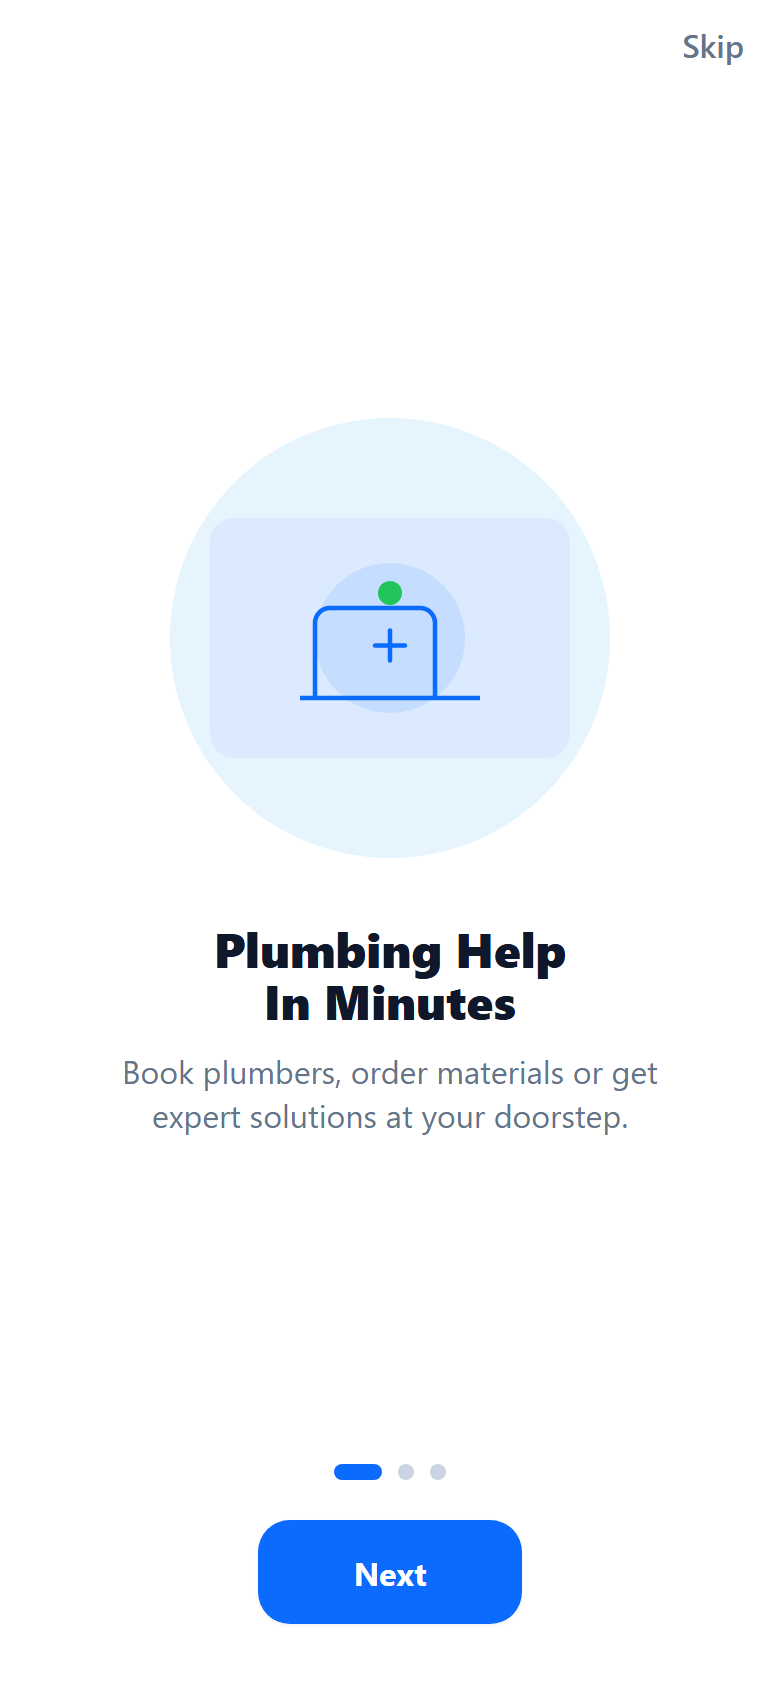 Skip
Plumbing Help
In Minutes
Book plumbers, order materials or get
expert solutions at your doorstep.
Next